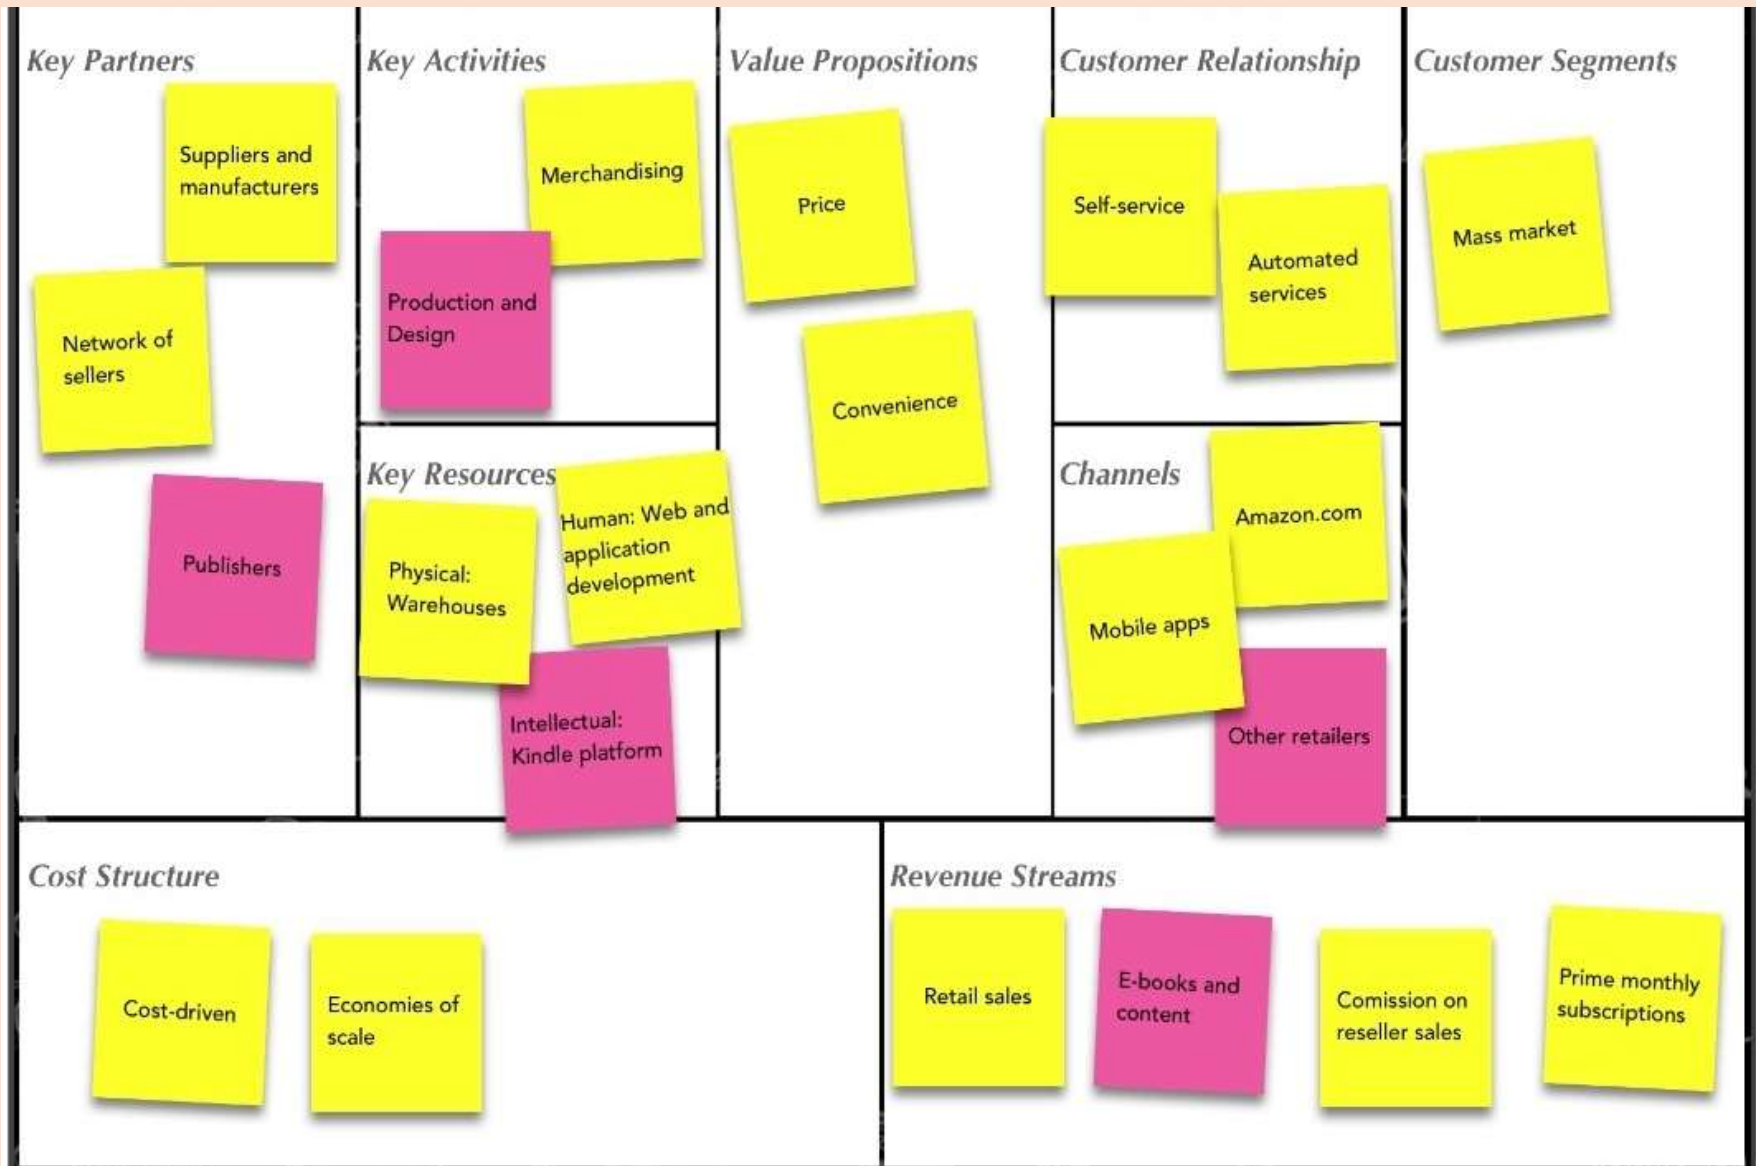 Key Partners
Suppliers and
manufacturers
Network of
sellers
Publishers
Key Activities
Merchandising
Production and
Design
Key Resources
Human: Web and
application
development
Physical:
Warehouses
Intellectual:
Kindle platform
Value Propositions
Price
Convenience
Customer Relationship
Self-service
Automated
services
Channels
Amazon.com
Mobile apps
Other retailers
Customer Segments
Mass market
Cost Structure
Cost-driven
Economies of
scale
Revenue Streams
Retail sales
E-books and
content
Comission on
reseller sales
Prime monthly
subscriptions